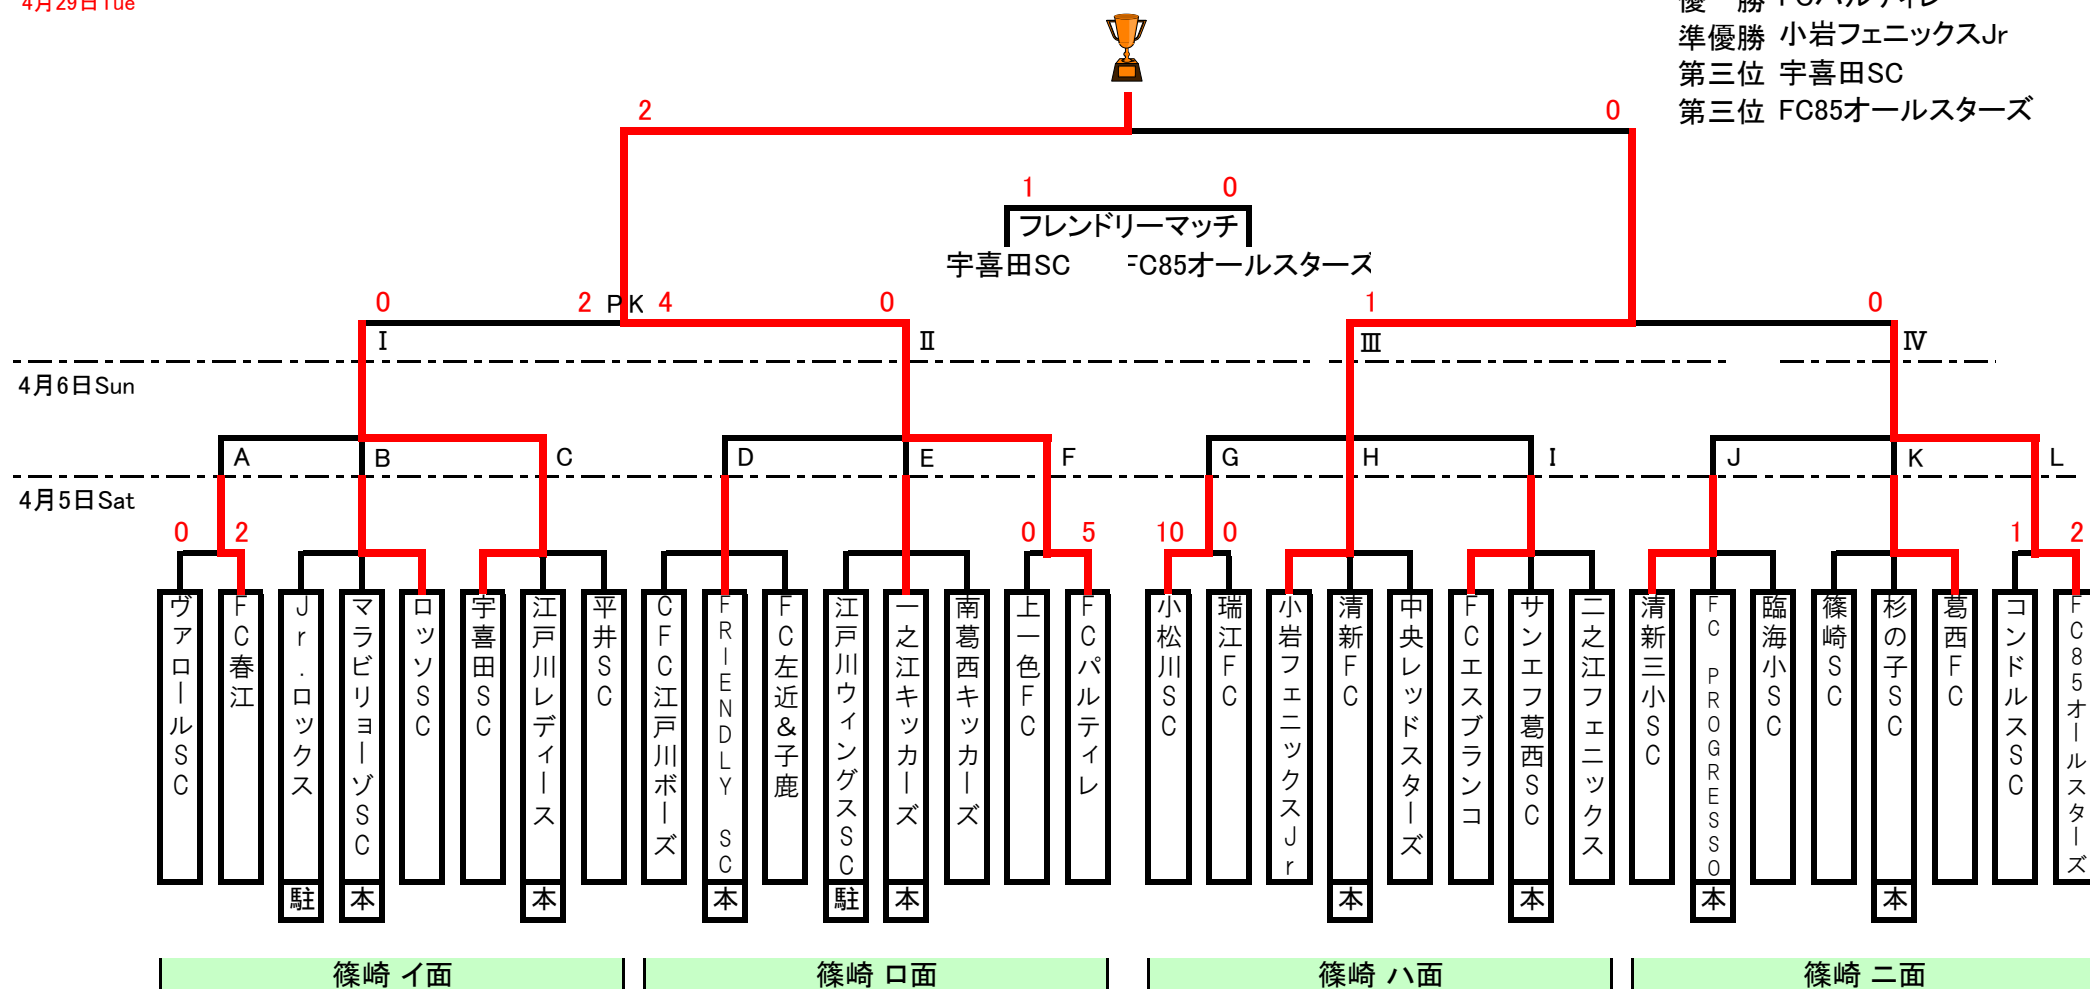 4月29日Tue
優　勝 FCパルティレ
準優勝 小岩フェニックスJr
第三位 宇喜田SC
第三位 FC85オールスターズ
2 0
1 0
フレンドリーマッチ
宇喜田SC FC85オールスターズ
0 2 PK 4 0 1 0
Ⅰ Ⅱ Ⅲ Ⅳ
4月6日Sun
A B C D E F G H I J K L
4月5日Sat
0 2 0 5 10 0 1 2
ヴァロールSC
FC春江
Jr.ロックス
マラビリョーゾSC
ロッソSC
宇喜田SC
江戸川レディース
平井SC
CFC江戸川ボーズ
FRIENDLY SC
FC左近&子鹿
江戸川ウィングスSC
一之江キッカーズ
南葛西キッカーズ
上一色FC
FCパルティレ
小松川SC
瑞江FC
小岩フェニックスJr
清新FC
中央レッドスターズ
FCエスブランコ
サンエフ葛西SC
二之江フェニックス
清新三小SC
FC PROGRESSO
臨海小SC
篠崎SC
杉の子SC
葛西FC
コンドルスSC
FC85オールスターズ
駐 本 本 本 駐 本 本 本 本 本
篠崎 イ面 篠崎 ロ面 篠崎 ハ面 篠崎 ニ面